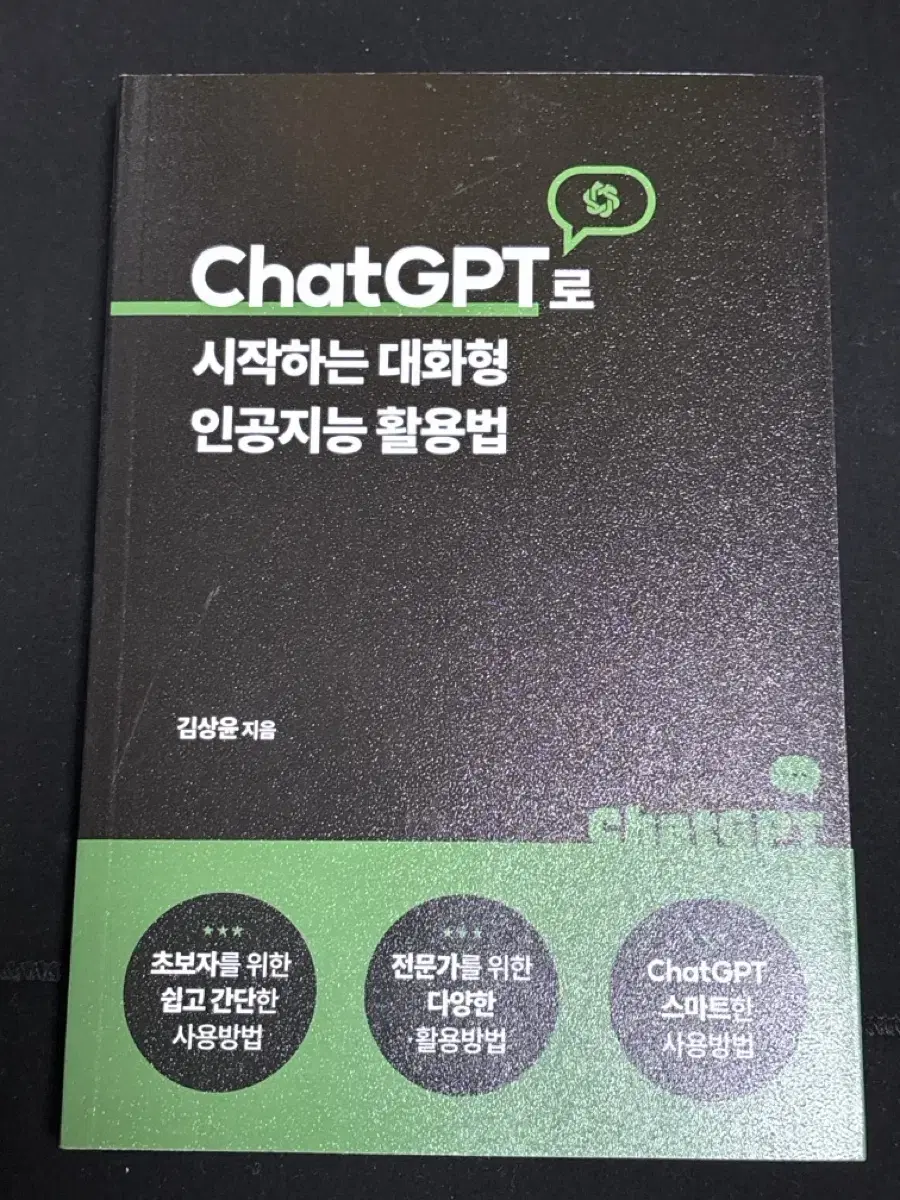 ChatGPT로
시작하는 대화형
인공지능 활용법
김상윤 지음
ChatGPT
초보자를 위한
쉽고 간단한
사용방법
전문가를 위한
다양한
활용방법
ChatGPT
스마트한
사용방법